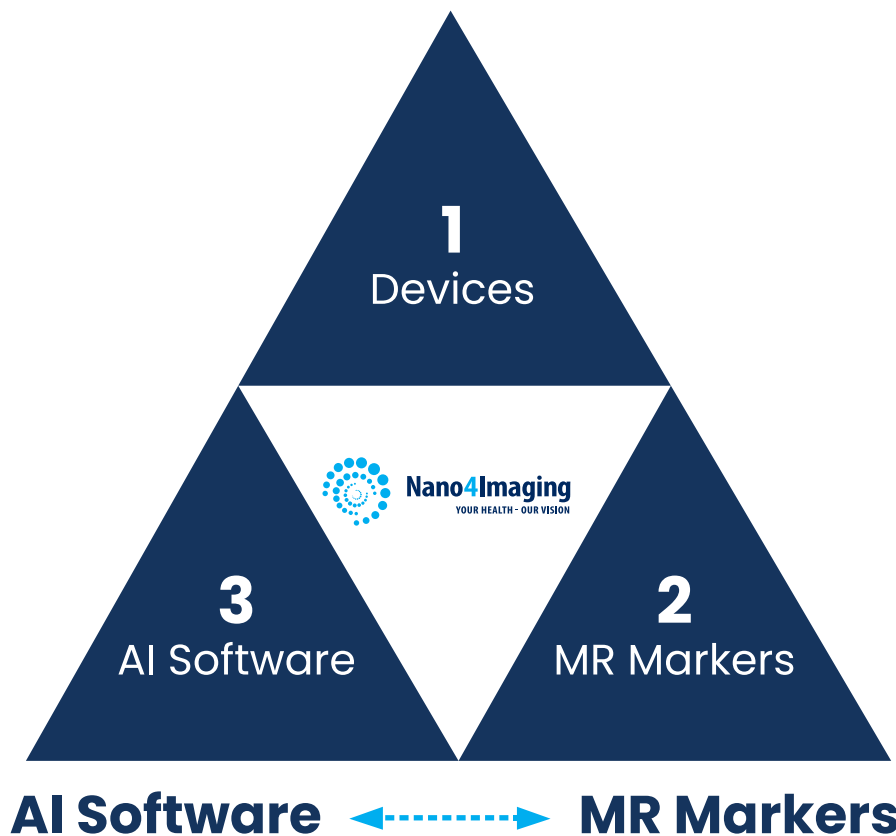 1
Devices
Nano4Imaging
YOUR HEALTH - OUR VISION
3
AI Software
2
MR Markers
AI Software
MR Markers